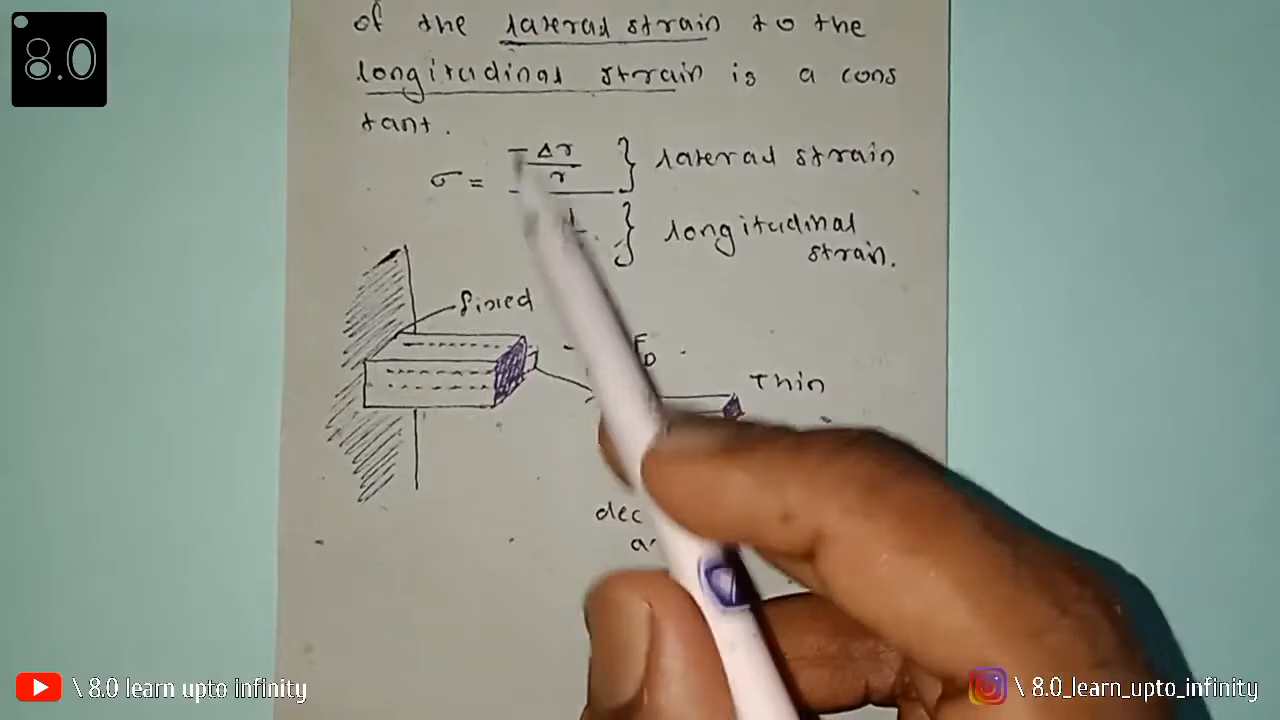 8.0
of the lateral strain to the
longitudinal strain is a cons
tant.
σ = -Δr/r } lateral strain
} longitudinal
strain.
fixed
Thin
\ 8.0 learn upto infinity
\ 8.0_learn_upto_infinity